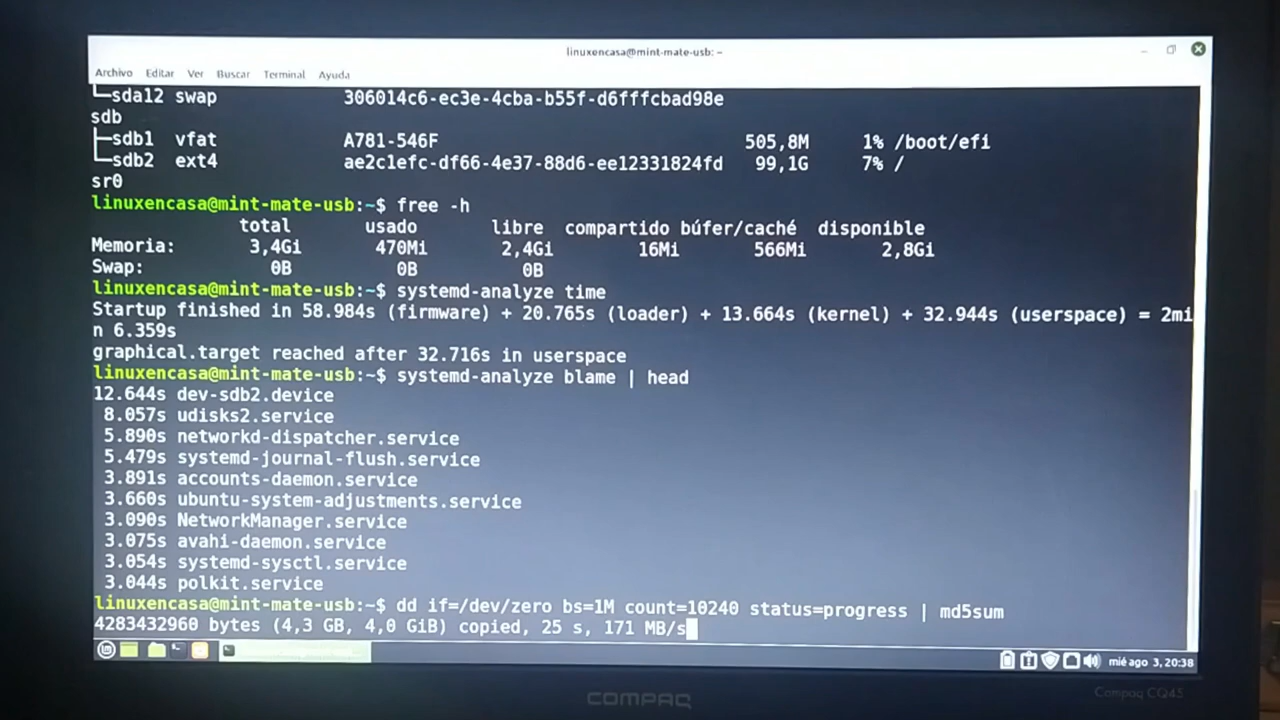 linuxencasa@mint-mate-usb: ~
Archivo Editar Ver Buscar Terminal Ayuda
└─sda12 swap 306014c6-ec3e-4cba-b55f-d6fffcbad98e
sdb
├─sdb1 vfat A781-546F 505,8M 1% /boot/efi
└─sdb2 ext4 ae2c1efc-df66-4e37-88d6-ee12331824fd 99,1G 7% /
sr0
linuxencasa@mint-mate-usb:~$ free -h
total usado libre compartido búfer/caché disponible
Memoria: 3,4Gi 470Mi 2,4Gi 16Mi 566Mi 2,8Gi
Swap: 0B 0B 0B
linuxencasa@mint-mate-usb:~$ systemd-analyze time
Startup finished in 58.984s (firmware) + 20.765s (loader) + 13.664s (kernel) + 32.944s (userspace) = 2mi
n 6.359s
graphical.target reached after 32.716s in userspace
linuxencasa@mint-mate-usb:~$ systemd-analyze blame | head
12.644s dev-sdb2.device
8.057s udisks2.service
5.890s networkd-dispatcher.service
5.479s systemd-journal-flush.service
3.891s accounts-daemon.service
3.660s ubuntu-system-adjustments.service
3.090s NetworkManager.service
3.075s avahi-daemon.service
3.054s systemd-sysctl.service
3.044s polkit.service
linuxencasa@mint-mate-usb:~$ dd if=/dev/zero bs=1M count=10240 status=progress | md5sum
4283432960 bytes (4,3 GB, 4,0 GiB) copied, 25 s, 171 MB/s
mié ago 3, 20:38
COMPAQ
Compaq CQ45